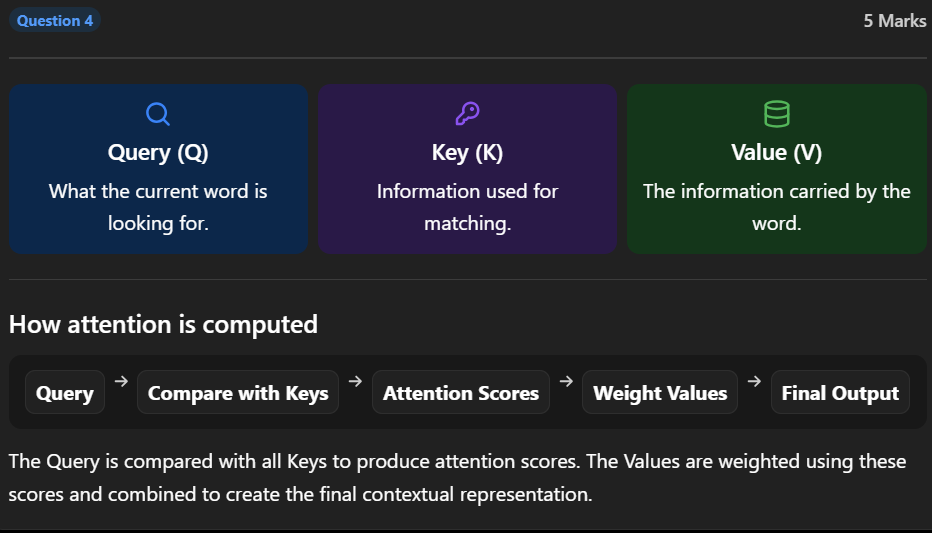 Question 4
5 Marks
Query (Q)
What the current word is
looking for.
Key (K)
Information used for
matching.
Value (V)
The information carried by the
word.
How attention is computed
Query → Compare with Keys → Attention Scores → Weight Values → Final Output
The Query is compared with all Keys to produce attention scores. The Values are weighted using these
scores and combined to create the final contextual representation.